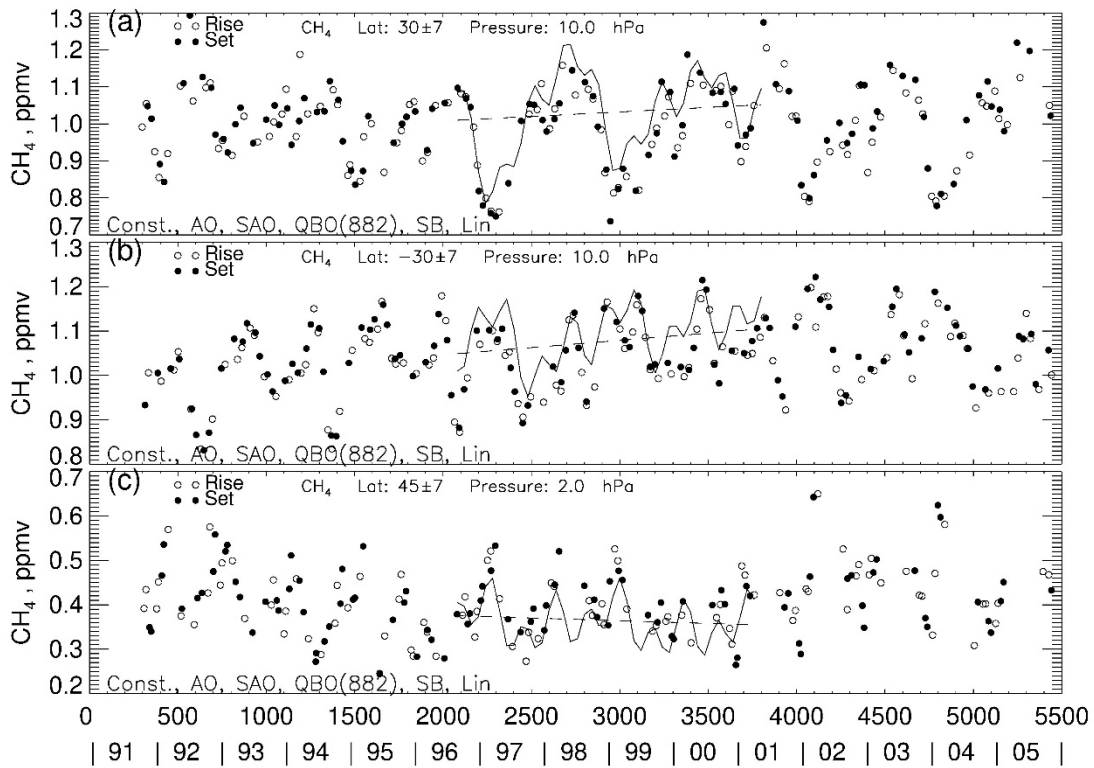 (a)
○ Rise
● Set
CH₄ Lat: 30±7 Pressure: 10.0 hPa
CH₄, ppmv
1.3
1.2
1.1
1.0
0.9
0.8
0.7
Const., AO, SAO, QBO(882), SB, Lin
(b)
○ Rise
● Set
CH₄ Lat: −30±7 Pressure: 10.0 hPa
CH₄, ppmv
1.3
1.2
1.1
1.0
0.9
0.8
Const., AO, SAO, QBO(882), SB, Lin
(c)
○ Rise
● Set
CH₄ Lat: 45±7 Pressure: 2.0 hPa
CH₄, ppmv
0.7
0.6
0.5
0.4
0.3
0.2
Const., AO, SAO, QBO(882), SB, Lin
0 500 1000 1500 2000 2500 3000 3500 4000 4500 5000 5500
| 91 | 92 | 93 | 94 | 95 | 96 | 97 | 98 | 99 | 00 | 01 | 02 | 03 | 04 | 05 |